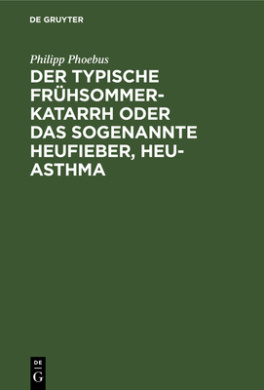 DE GRUYTER
Philipp Phoebus
DER TYPISCHE
FRÜHSOMMER-
KATARRH ODER
DAS SOGENANNTE
HEUFIEBER, HEU-
ASTHMA
DE
G